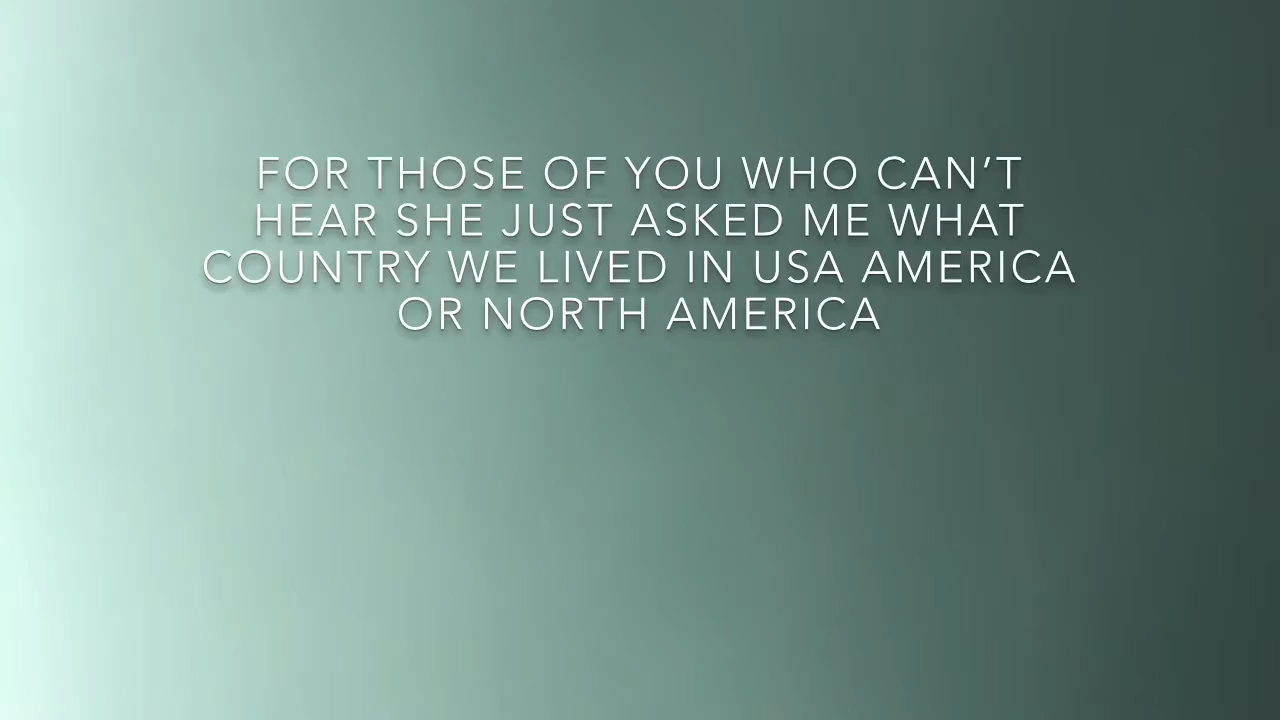 FOR THOSE OF YOU WHO CAN’T
HEAR SHE JUST ASKED ME WHAT
COUNTRY WE LIVED IN USA AMERICA
OR NORTH AMERICA